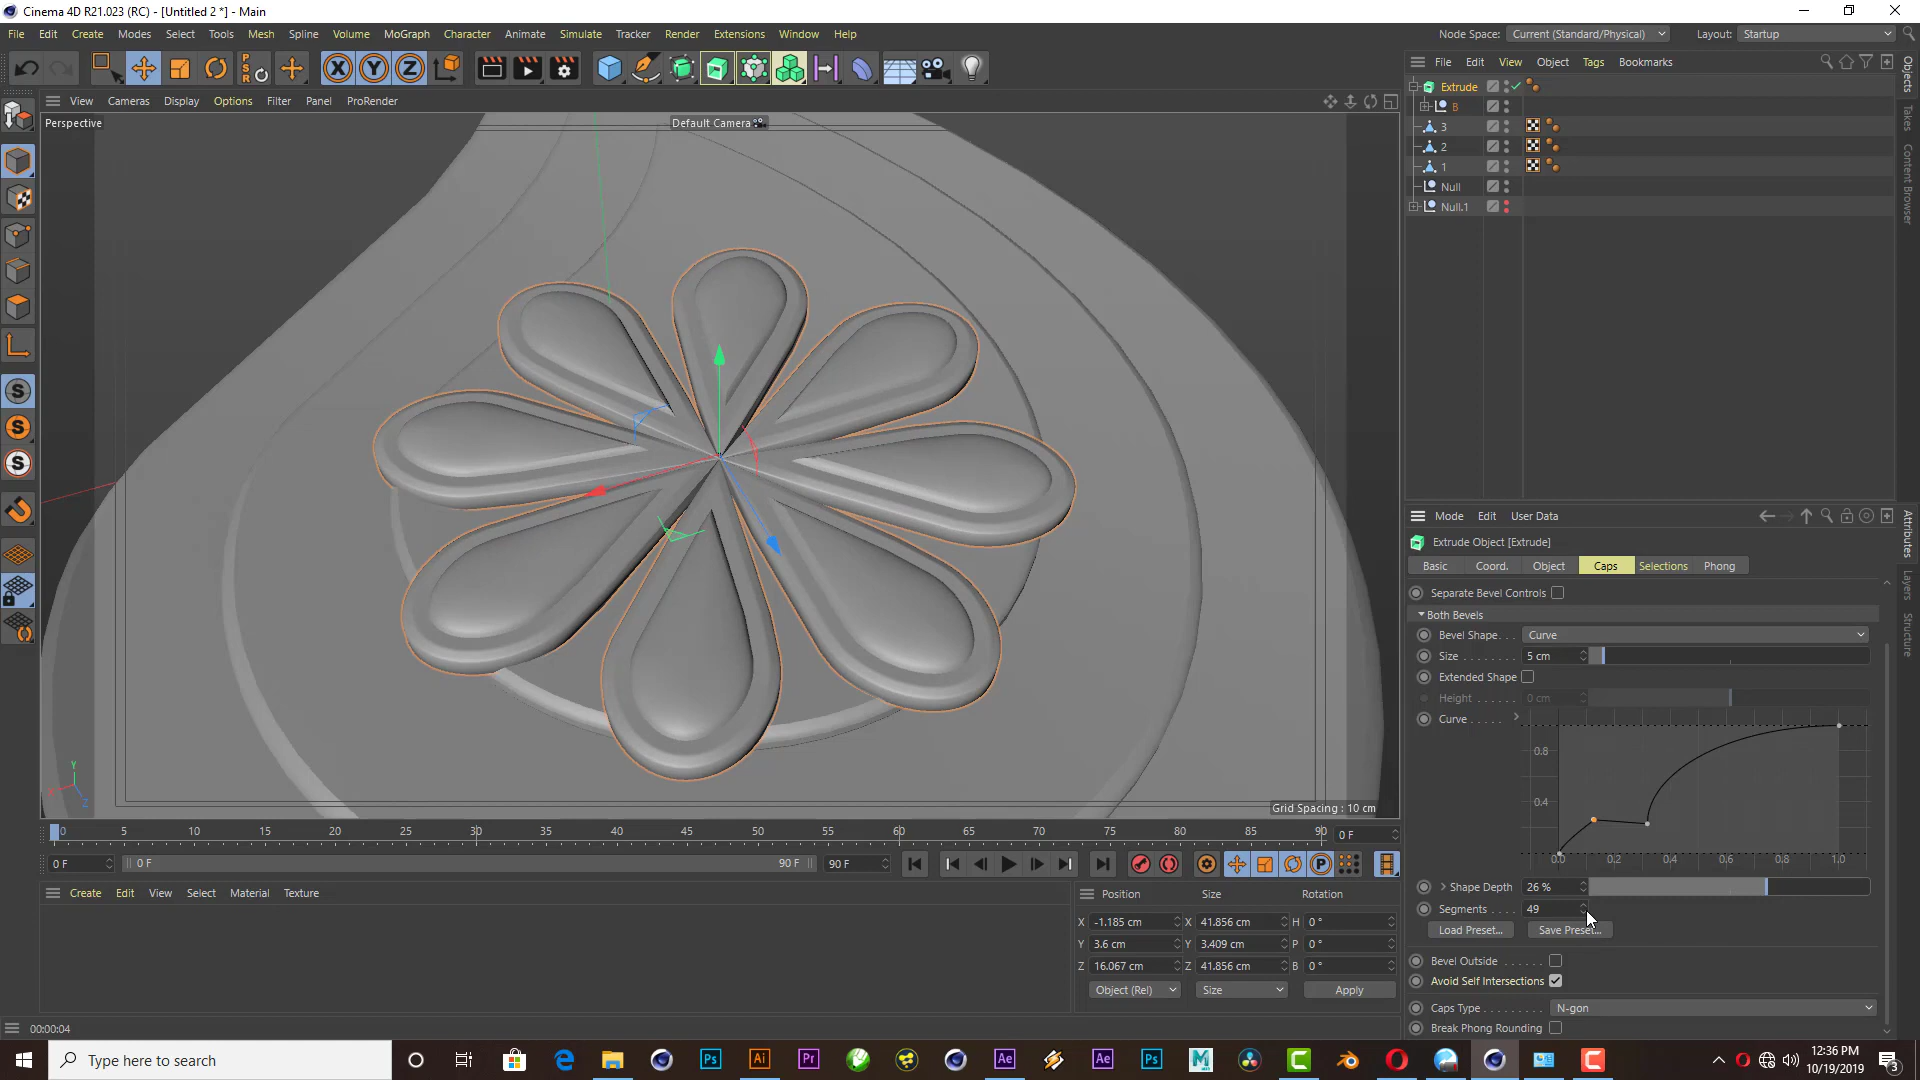 Cinema 4D R21.023 (RC) - [Untitled 2 *] - Main
File Edit Create Modes Select Tools Mesh Spline Volume MoGraph Character Animate Simulate Tracker Render Extensions Window Help
Node Space: Current (Standard/Physical) Layout: Startup
X Y Z
PSR
File Edit View Object Tags Bookmarks
View Cameras Display Options Filter Panel ProRender
Perspective
Default Camera
Extrude
B
3
2
1
Null
Null.1
Objects
Takes
Content Browser
Attributes
Layers
Structure
Mode Edit User Data
Extrude Object [Extrude]
Basic Coord. Object Caps Selections Phong
Separate Bevel Controls
Both Bevels
Bevel Shape. . . Curve
Size . . . . . . . . 5 cm
Extended Shape
Height . . . . . . 0 cm
Curve . . . . .
0.8
0.4
0.0 0.2 0.4 0.6 0.8 1.0
Shape Depth 26 %
Segments . . . . 49
Load Preset... Save Preset...
Bevel Outside . . . . . .
Avoid Self Intersections
Caps Type . . . . . . . . . N-gon
Break Phong Rounding
Y
X
Z
Grid Spacing : 10 cm
0 5 10 15 20 25 30 35 40 45 50 55 60 65 70 75 80 85 90 0 F
0 F 0 F 90 F 90 F
Create Edit View Select Material Texture
Position Size Rotation
X -1.185 cm X 41.856 cm H 0 °
Y 3.6 cm Y 3.409 cm P 0 °
Z 16.067 cm Z 41.856 cm B 0 °
Object (Rel) Size Apply
00:00:04
Type here to search
12:36 PM
10/19/2019
3